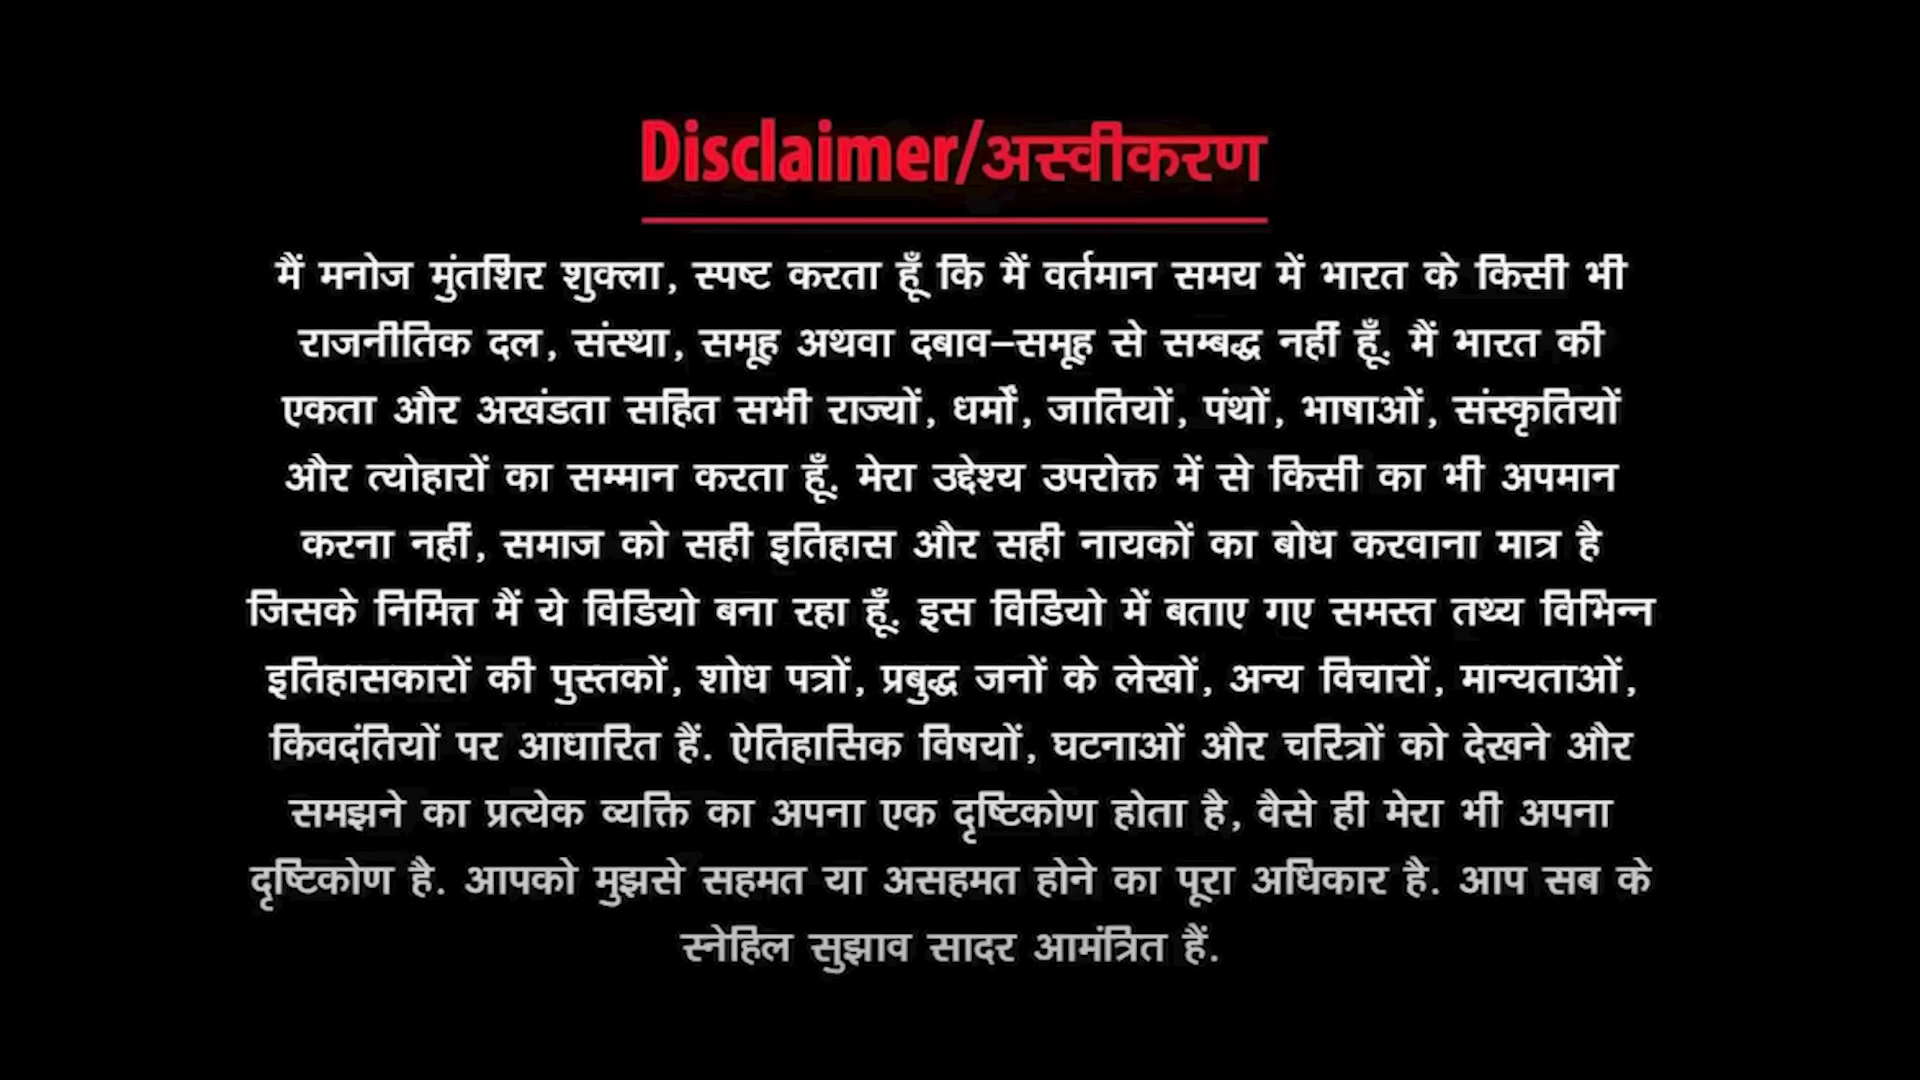 Disclaimer/अस्वीकरण
मैं मनोज मुंतशिर शुक्ला, स्पष्ट करता हूँ कि मैं वर्तमान समय में भारत के किसी भी
राजनीतिक दल, संस्था, समूह अथवा दबाव–समूह से सम्बद्ध नहीं हूँ. मैं भारत की
एकता और अखंडता सहित सभी राज्यों, धर्मों, जातियों, पंथों, भाषाओं, संस्कृतियों
और त्योहारों का सम्मान करता हूँ. मेरा उद्देश्य उपरोक्त में से किसी का भी अपमान
करना नहीं, समाज को सही इतिहास और सही नायकों का बोध करवाना मात्र है
जिसके निमित्त मैं ये विडियो बना रहा हूँ. इस विडियो में बताए गए समस्त तथ्य विभिन्न
इतिहासकारों की पुस्तकों, शोध पत्रों, प्रबुद्ध जनों के लेखों, अन्य विचारों, मान्यताओं,
किवदंतियों पर आधारित हैं. ऐतिहासिक विषयों, घटनाओं और चरित्रों को देखने और
समझने का प्रत्येक व्यक्ति का अपना एक दृष्टिकोण होता है, वैसे ही मेरा भी अपना
दृष्टिकोण है. आपको मुझसे सहमत या असहमत होने का पूरा अधिकार है. आप सब के
स्नेहिल सुझाव सादर आमंत्रित हैं.